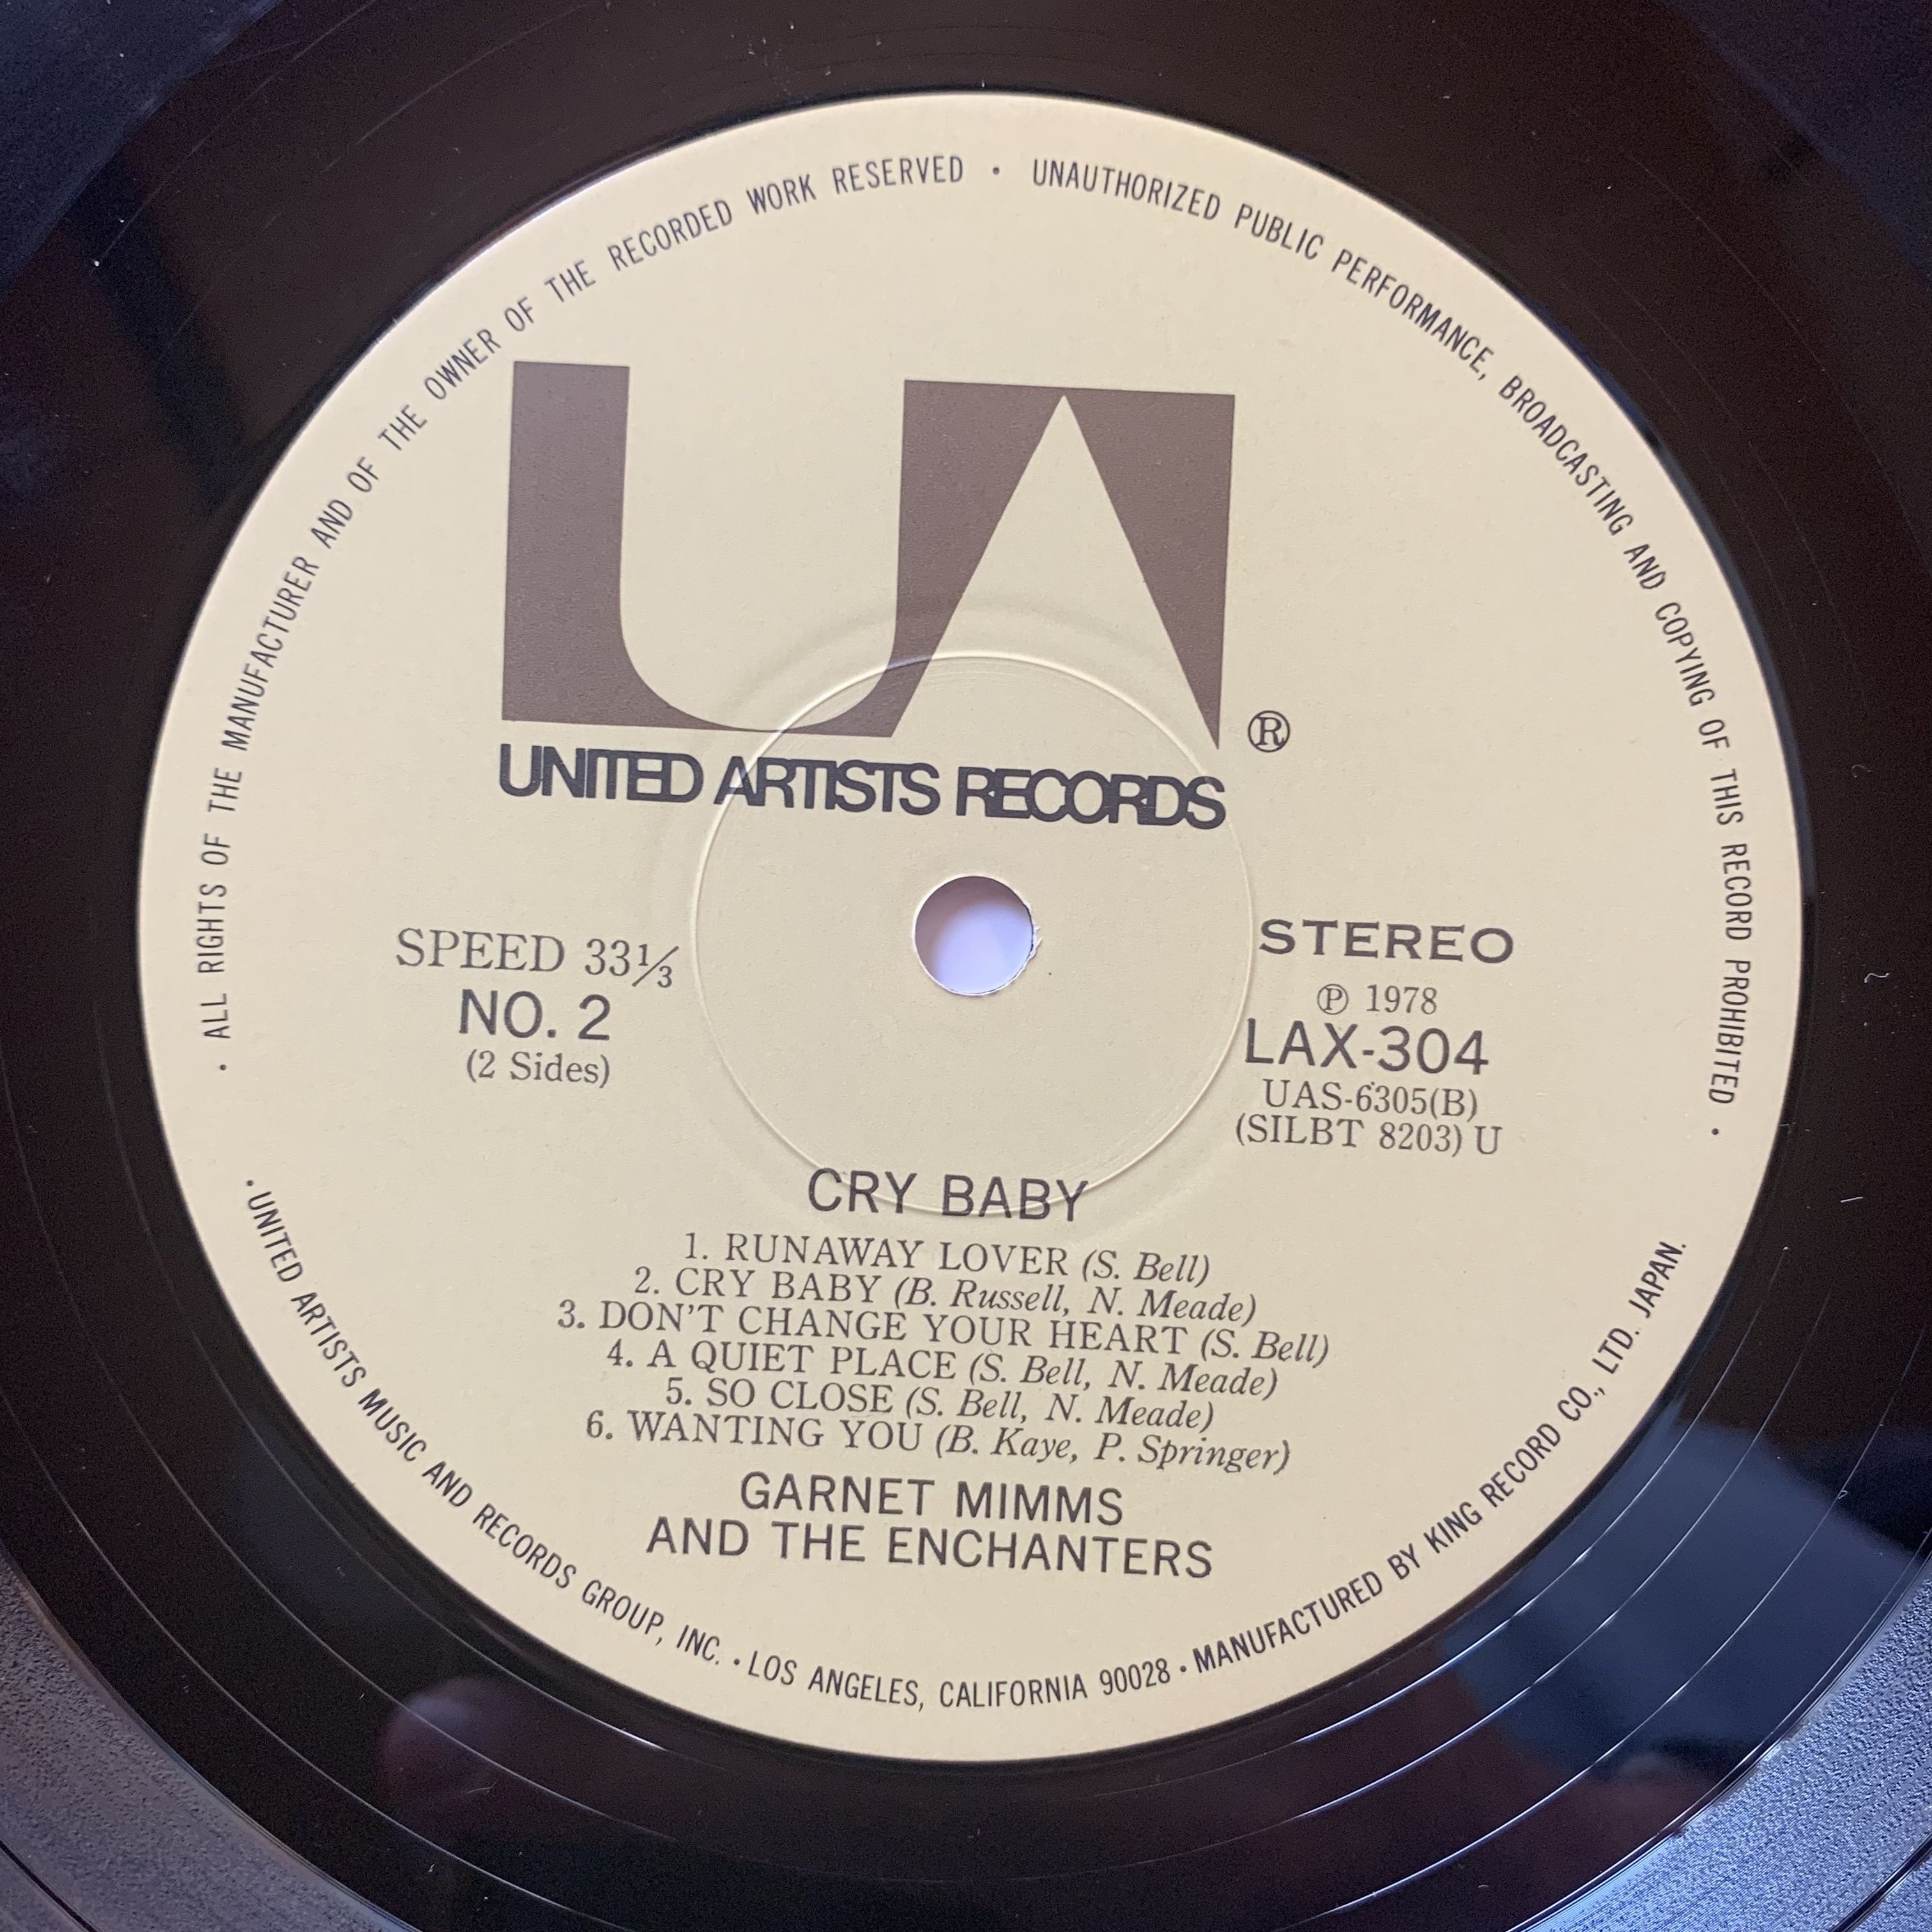 · ALL RIGHTS OF THE MANUFACTURER AND OF THE OWNER OF THE RECORDED WORK RESERVED · UNAUTHORIZED PUBLIC PERFORMANCE, BROADCASTING AND COPYING OF THIS RECORD PROHIBITED ·
UA
®
UNITED ARTISTS RECORDS
SPEED 33⅓
NO. 2
(2 Sides)
STEREO
℗ 1978
LAX-304
UAS-6305(B)
(SILBT 8203) U
CRY BABY
1. RUNAWAY LOVER (S. Bell)
2. CRY BABY (B. Russell, N. Meade)
3. DON'T CHANGE YOUR HEART (S. Bell)
4. A QUIET PLACE (S. Bell, N. Meade)
5. SO CLOSE (S. Bell, N. Meade)
6. WANTING YOU (B. Kaye, P. Springer)
GARNET MIMMS
AND THE ENCHANTERS
· UNITED ARTISTS MUSIC AND RECORDS GROUP, INC. · LOS ANGELES, CALIFORNIA 90028 · MANUFACTURED BY KING RECORD CO., LTD. JAPAN.